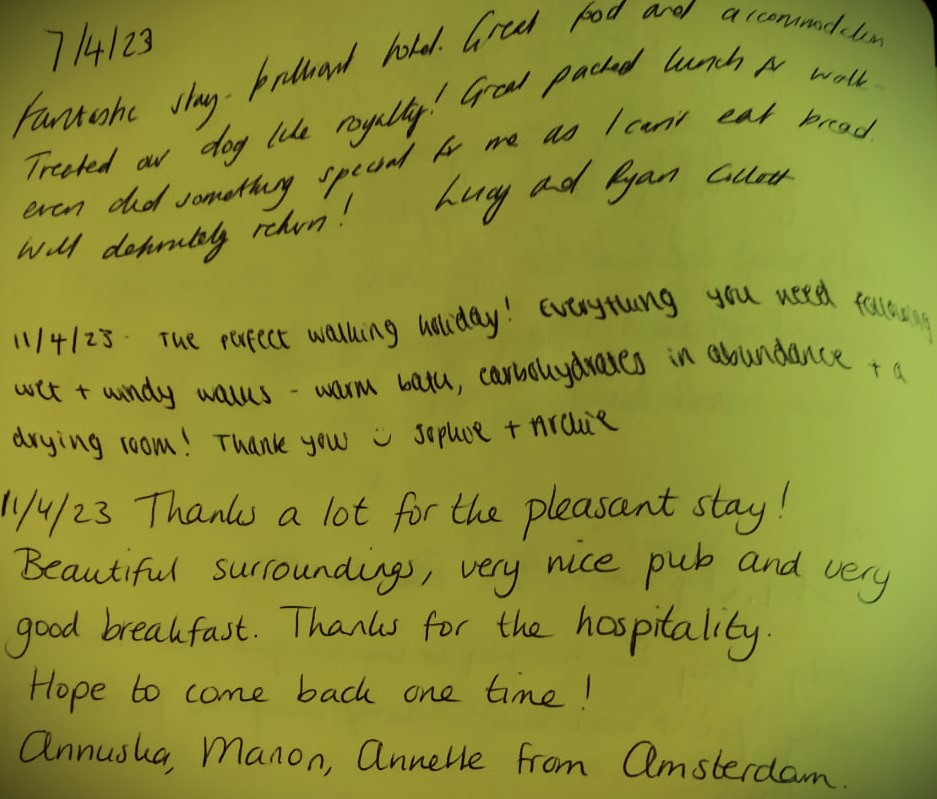 7/4/23
Fantastic stay. brilliant hotel. Great food and accommodation
Treated our dog like royalty! Great packed lunch for walk -
even did something special for me as I can't eat bread.
Will definitely return! Lucy and Ryan
11/4/23 - The perfect walking holiday! Everything you need following
wet + windy walks - warm bath, carbohydrates in abundance + a
drying room! Thank you ☺ Sophie + Archie
11/4/23 Thanks a lot for the pleasant stay!
Beautiful surroundings, very nice pub and very
good breakfast. Thanks for the hospitality.
Hope to come back one time!
Annuska, Manon, Annette from Amsterdam.